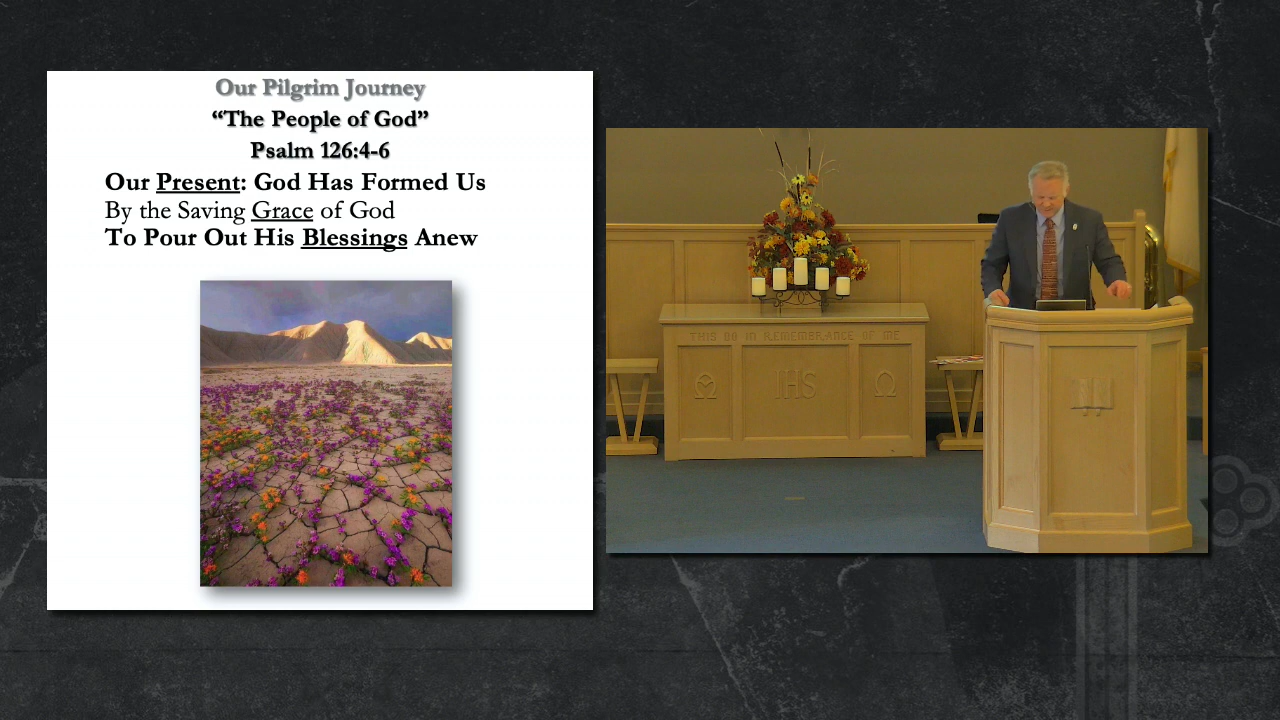 Our Pilgrim Journey
“The People of God”
Psalm 126:4-6
Our Present: God Has Formed Us
By the Saving Grace of God
To Pour Out His Blessings Anew
THIS DO IN REMEMBRANCE OF ME
Ω IHS Ω